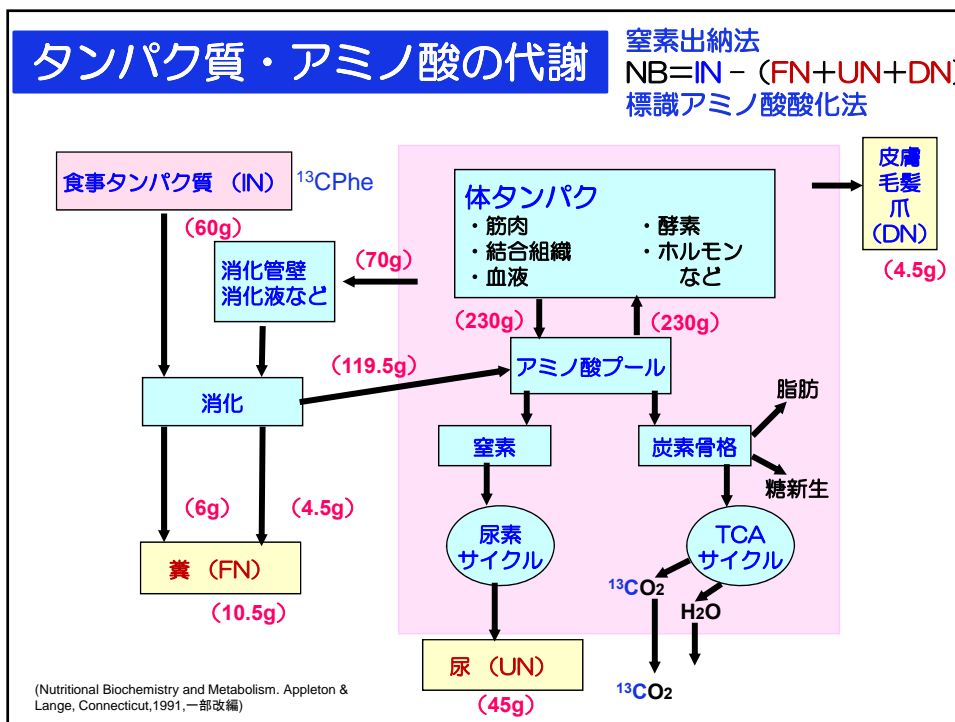 タンパク質・アミノ酸の代謝
窒素出納法
NB=IN-(FN+UN+DN)
標識アミノ酸酸化法
食事タンパク質 (IN)
¹³CPhe
(60g)
消化管壁
消化液など
(70g)
体タンパク
・筋肉
・結合組織
・血液
・酵素
・ホルモン
など
皮膚
毛髪
爪
(DN)
(4.5g)
(230g)
(230g)
(119.5g)
アミノ酸プール
消化
窒素
炭素骨格
脂肪
糖新生
(6g)
(4.5g)
尿素
サイクル
TCA
サイクル
糞 (FN)
(10.5g)
¹³CO₂
H₂O
尿 (UN)
(45g)
¹³CO₂
(Nutritional Biochemistry and Metabolism. Appleton &
Lange, Connecticut,1991,一部改編)